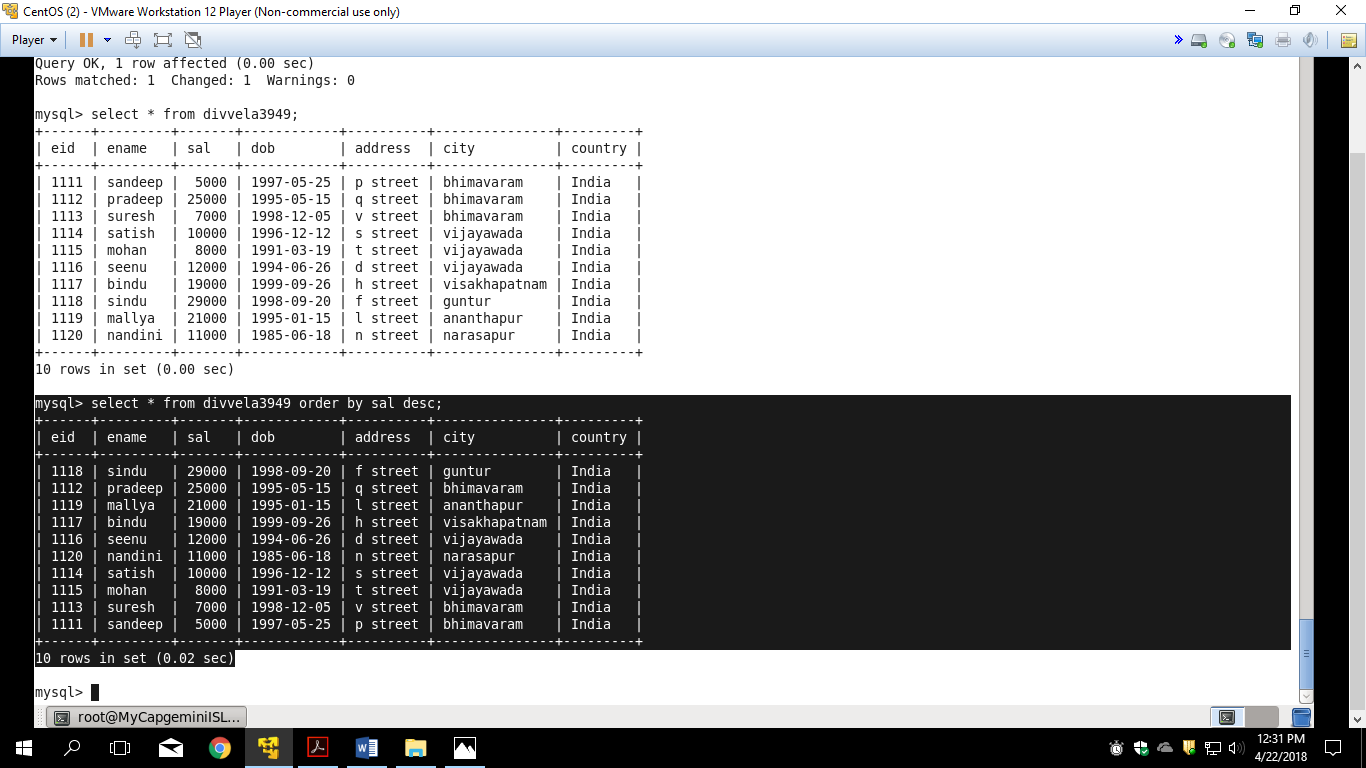 CentOS (2) - VMware Workstation 12 Player (Non-commercial use only)
Player
Query OK, 1 row affected (0.00 sec)
Rows matched: 1  Changed: 1  Warnings: 0
mysql> select * from divvela3949;
+------+---------+-------+------------+----------+---------------+---------+
| eid  | ename   | sal   | dob        | address  | city          | country |
+------+---------+-------+------------+----------+---------------+---------+
| 1111 | sandeep |  5000 | 1997-05-25 | p street | bhimavaram    | India   |
| 1112 | pradeep | 25000 | 1995-05-15 | q street | bhimavaram    | India   |
| 1113 | suresh  |  7000 | 1998-12-05 | v street | bhimavaram    | India   |
| 1114 | satish  | 10000 | 1996-12-12 | s street | vijayawada    | India   |
| 1115 | mohan   |  8000 | 1991-03-19 | t street | vijayawada    | India   |
| 1116 | seenu   | 12000 | 1994-06-26 | d street | vijayawada    | India   |
| 1117 | bindu   | 19000 | 1999-09-26 | h street | visakhapatnam | India   |
| 1118 | sindu   | 29000 | 1998-09-20 | f street | guntur        | India   |
| 1119 | mallya  | 21000 | 1995-01-15 | l street | ananthapur    | India   |
| 1120 | nandini | 11000 | 1985-06-18 | n street | narasapur     | India   |
+------+---------+-------+------------+----------+---------------+---------+
10 rows in set (0.00 sec)
mysql> select * from divvela3949 order by sal desc;
+------+---------+-------+------------+----------+---------------+---------+
| eid  | ename   | sal   | dob        | address  | city          | country |
+------+---------+-------+------------+----------+---------------+---------+
| 1118 | sindu   | 29000 | 1998-09-20 | f street | guntur        | India   |
| 1112 | pradeep | 25000 | 1995-05-15 | q street | bhimavaram    | India   |
| 1119 | mallya  | 21000 | 1995-01-15 | l street | ananthapur    | India   |
| 1117 | bindu   | 19000 | 1999-09-26 | h street | visakhapatnam | India   |
| 1116 | seenu   | 12000 | 1994-06-26 | d street | vijayawada    | India   |
| 1120 | nandini | 11000 | 1985-06-18 | n street | narasapur     | India   |
| 1114 | satish  | 10000 | 1996-12-12 | s street | vijayawada    | India   |
| 1115 | mohan   |  8000 | 1991-03-19 | t street | vijayawada    | India   |
| 1113 | suresh  |  7000 | 1998-12-05 | v street | bhimavaram    | India   |
| 1111 | sandeep |  5000 | 1997-05-25 | p street | bhimavaram    | India   |
+------+---------+-------+------------+----------+---------------+---------+
10 rows in set (0.02 sec)
mysql>
root@MyCapgeminiISL...
12:31 PM
4/22/2018